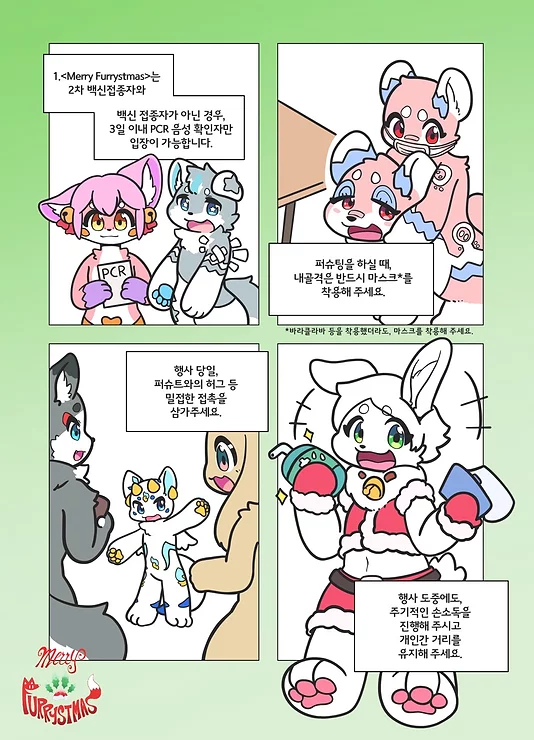 1.<Merry Furrystmas>는
2차 백신접종자와
백신 접종자가 아닌 경우,
3일 이내 PCR 음성 확인자만
입장이 가능합니다.
PCR
퍼슈팅을 하실 때,
내골격은 반드시 마스크*를
착용해 주세요.
*바라클라바 등을 착용했더라도, 마스크를 착용해 주세요.
행사 당일,
퍼슈트와의 허그 등
밀접한 접촉을
삼가주세요.
행사 도중에도,
주기적인 손소독을
진행해 주시고
개인간 거리를
유지해 주세요.
Merry
FURRYSTMAS